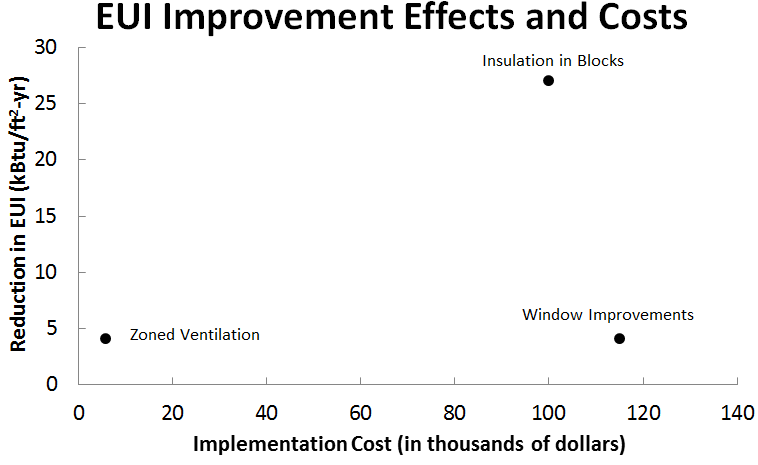 EUI Improvement Effects and Costs
Reduction in EUI (kBtu/ft²-yr)
30
25
20
15
10
5
0
Insulation in Blocks
Window Improvements
Zoned Ventilation
0 20 40 60 80 100 120 140
Implementation Cost (in thousands of dollars)